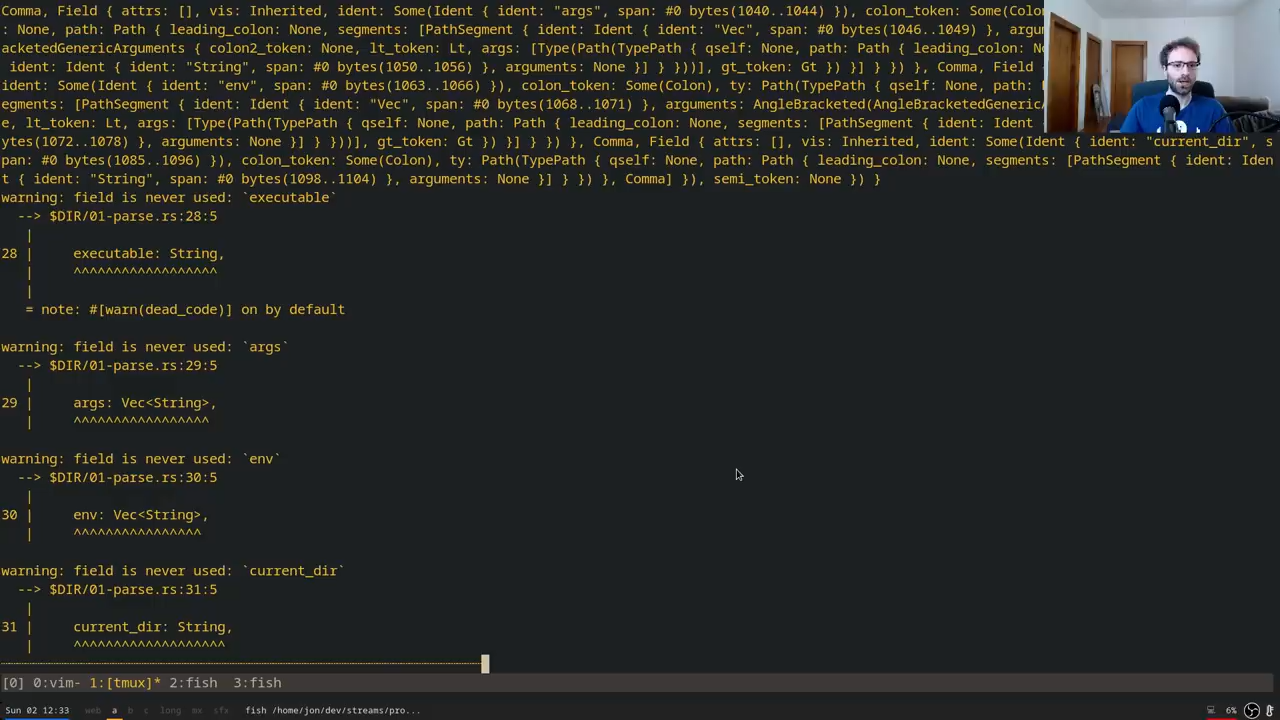 Comma, Field { attrs: [], vis: Inherited, ident: Some(Ident { ident: "args", span: #0 bytes(1040..1044) }), colon_token: Some(Colo
: None, path: Path { leading_colon: None, segments: [PathSegment { ident: Ident { ident: "Vec", span: #0 bytes(1046..1049) },
acketedGenericArguments { colon2_token: None, lt_token: Lt, args: [Type(Path(TypePath { qself: None, path: Path { leading_colon: No
 ident: Ident { ident: "String", span: #0 bytes(1050..1056) }, arguments: None }] } }))], gt_token: Gt }) }] } }) }, Comma, Field
ident: Some(Ident { ident: "env", span: #0 bytes(1063..1066) }), colon_token: Some(Colon), ty: Path(TypePath { qself: None, path:
egments: [PathSegment { ident: Ident { ident: "Vec", span: #0 bytes(1068..1071) }, arguments: AngleBracketed(AngleBracketedGenericA
e, lt_token: Lt, args: [Type(Path(TypePath { qself: None, path: Path { leading_colon: None, segments: [PathSegment { ident: Ident
ytes(1072..1078) }, arguments: None }] } }))], gt_token: Gt }) }] } }) }, Comma, Field { attrs: [], vis: Inherited, ident: Some(Ident { ident: "current_dir", s
pan: #0 bytes(1085..1096) }), colon_token: Some(Colon), ty: Path(TypePath { qself: None, path: Path { leading_colon: None, segments: [PathSegment { ident: Iden
t { ident: "String", span: #0 bytes(1098..1104) }, arguments: None }] } }) }, Comma] }), semi_token: None }) }
warning: field is never used: `executable`
--> $DIR/01-parse.rs:28:5
|
28 | executable: String,
| ^^^^^^^^^^^^^^^^^^
|
= note: #[warn(dead_code)] on by default
warning: field is never used: `args`
--> $DIR/01-parse.rs:29:5
|
29 | args: Vec<String>,
| ^^^^^^^^^^^^^^^^^
warning: field is never used: `env`
--> $DIR/01-parse.rs:30:5
|
30 | env: Vec<String>,
| ^^^^^^^^^^^^^^^^
warning: field is never used: `current_dir`
--> $DIR/01-parse.rs:31:5
|
31 | current_dir: String,
| ^^^^^^^^^^^^^^^^^^^
[0] 0:vim- 1:[tmux]* 2:fish 3:fish
Sun 02 12:33 web a b c long mx sfx fish /home/jon/dev/streams/pro... 6%